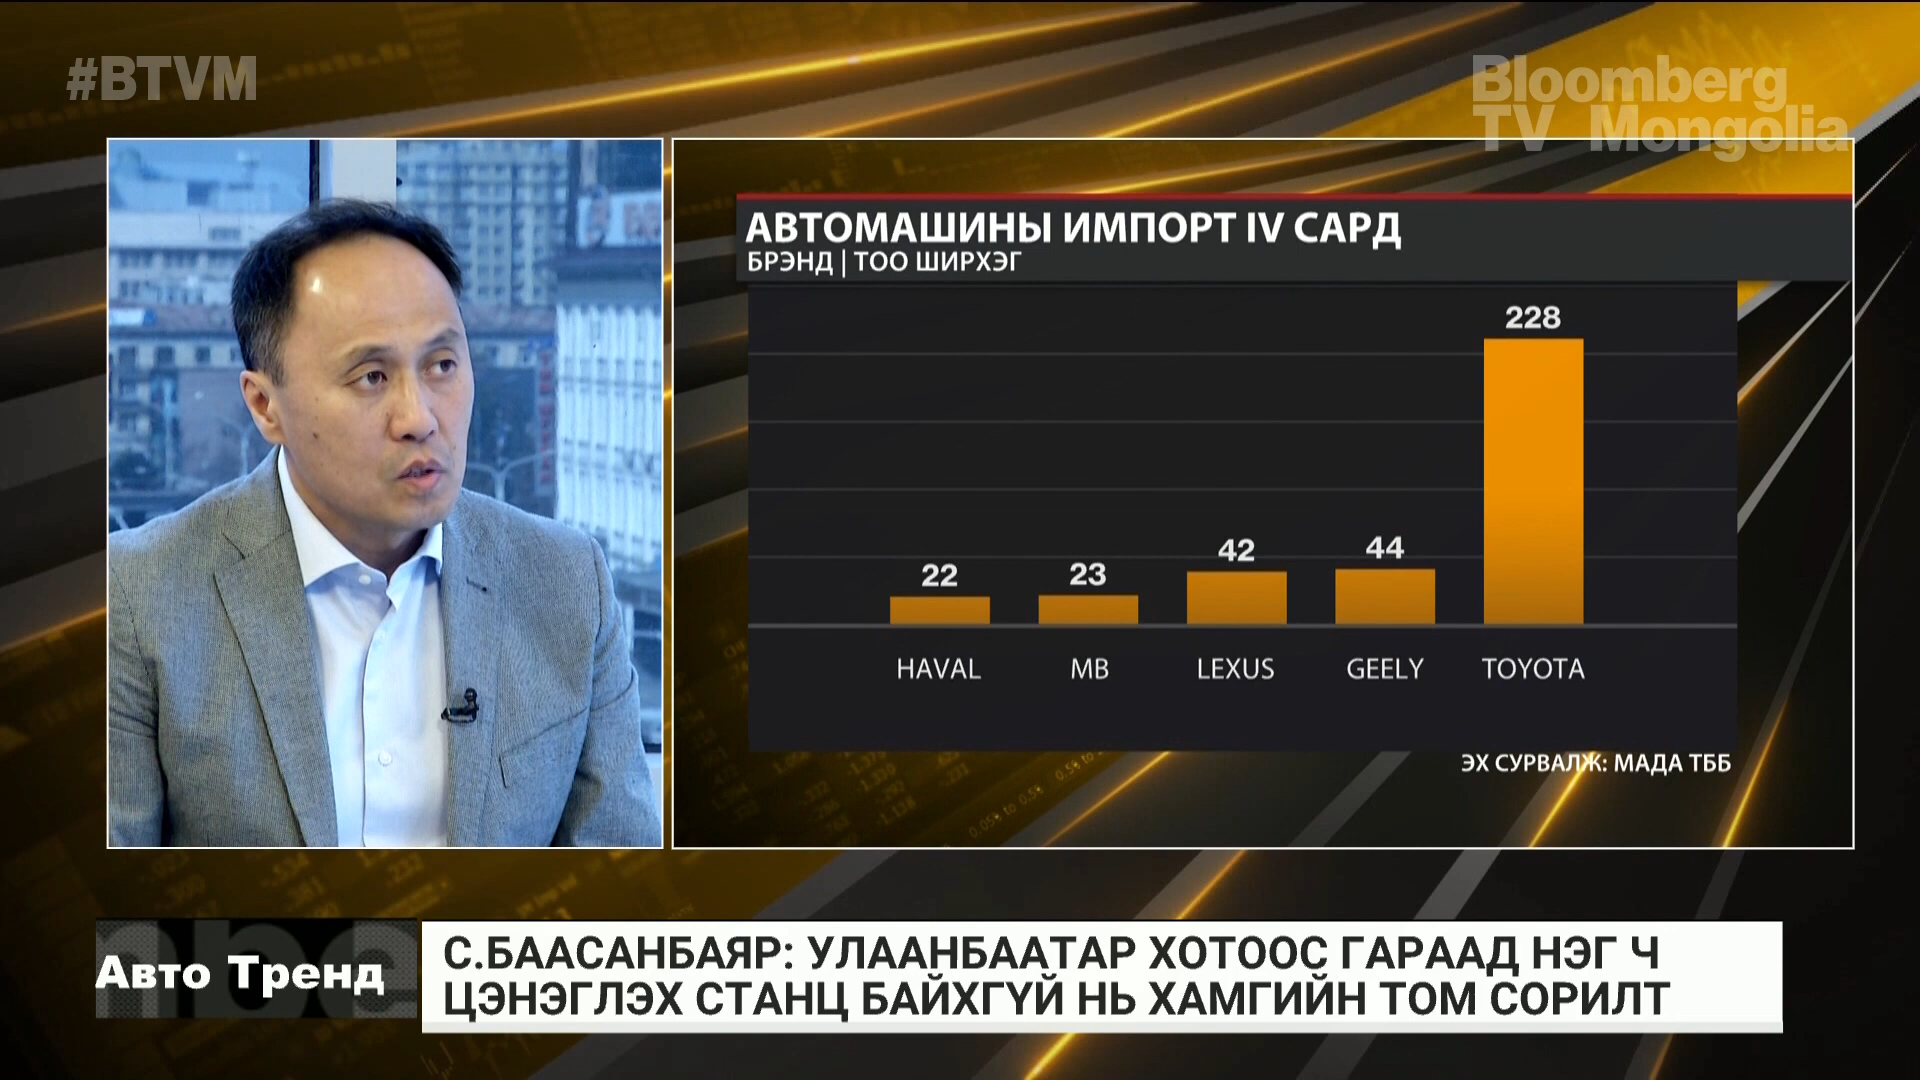 #BTVM
Bloomberg
TV Mongolia
АВТОМАШИНЫ ИМПОРТ IV САРД
БРЭНД | ТОО ШИРХЭГ
228
44
42
23
22
HAVAL
MB
LEXUS
GEELY
TOYOTA
ЭХ СУРВАЛЖ: МАДА ТББ
Авто Тренд
С.БААСАНБАЯР: УЛААНБААТАР ХОТООС ГАРААД НЭГ Ч
ЦЭНЭГЛЭХ СТАНЦ БАЙХГҮЙ НЬ ХАМГИЙН ТОМ СОРИЛТ